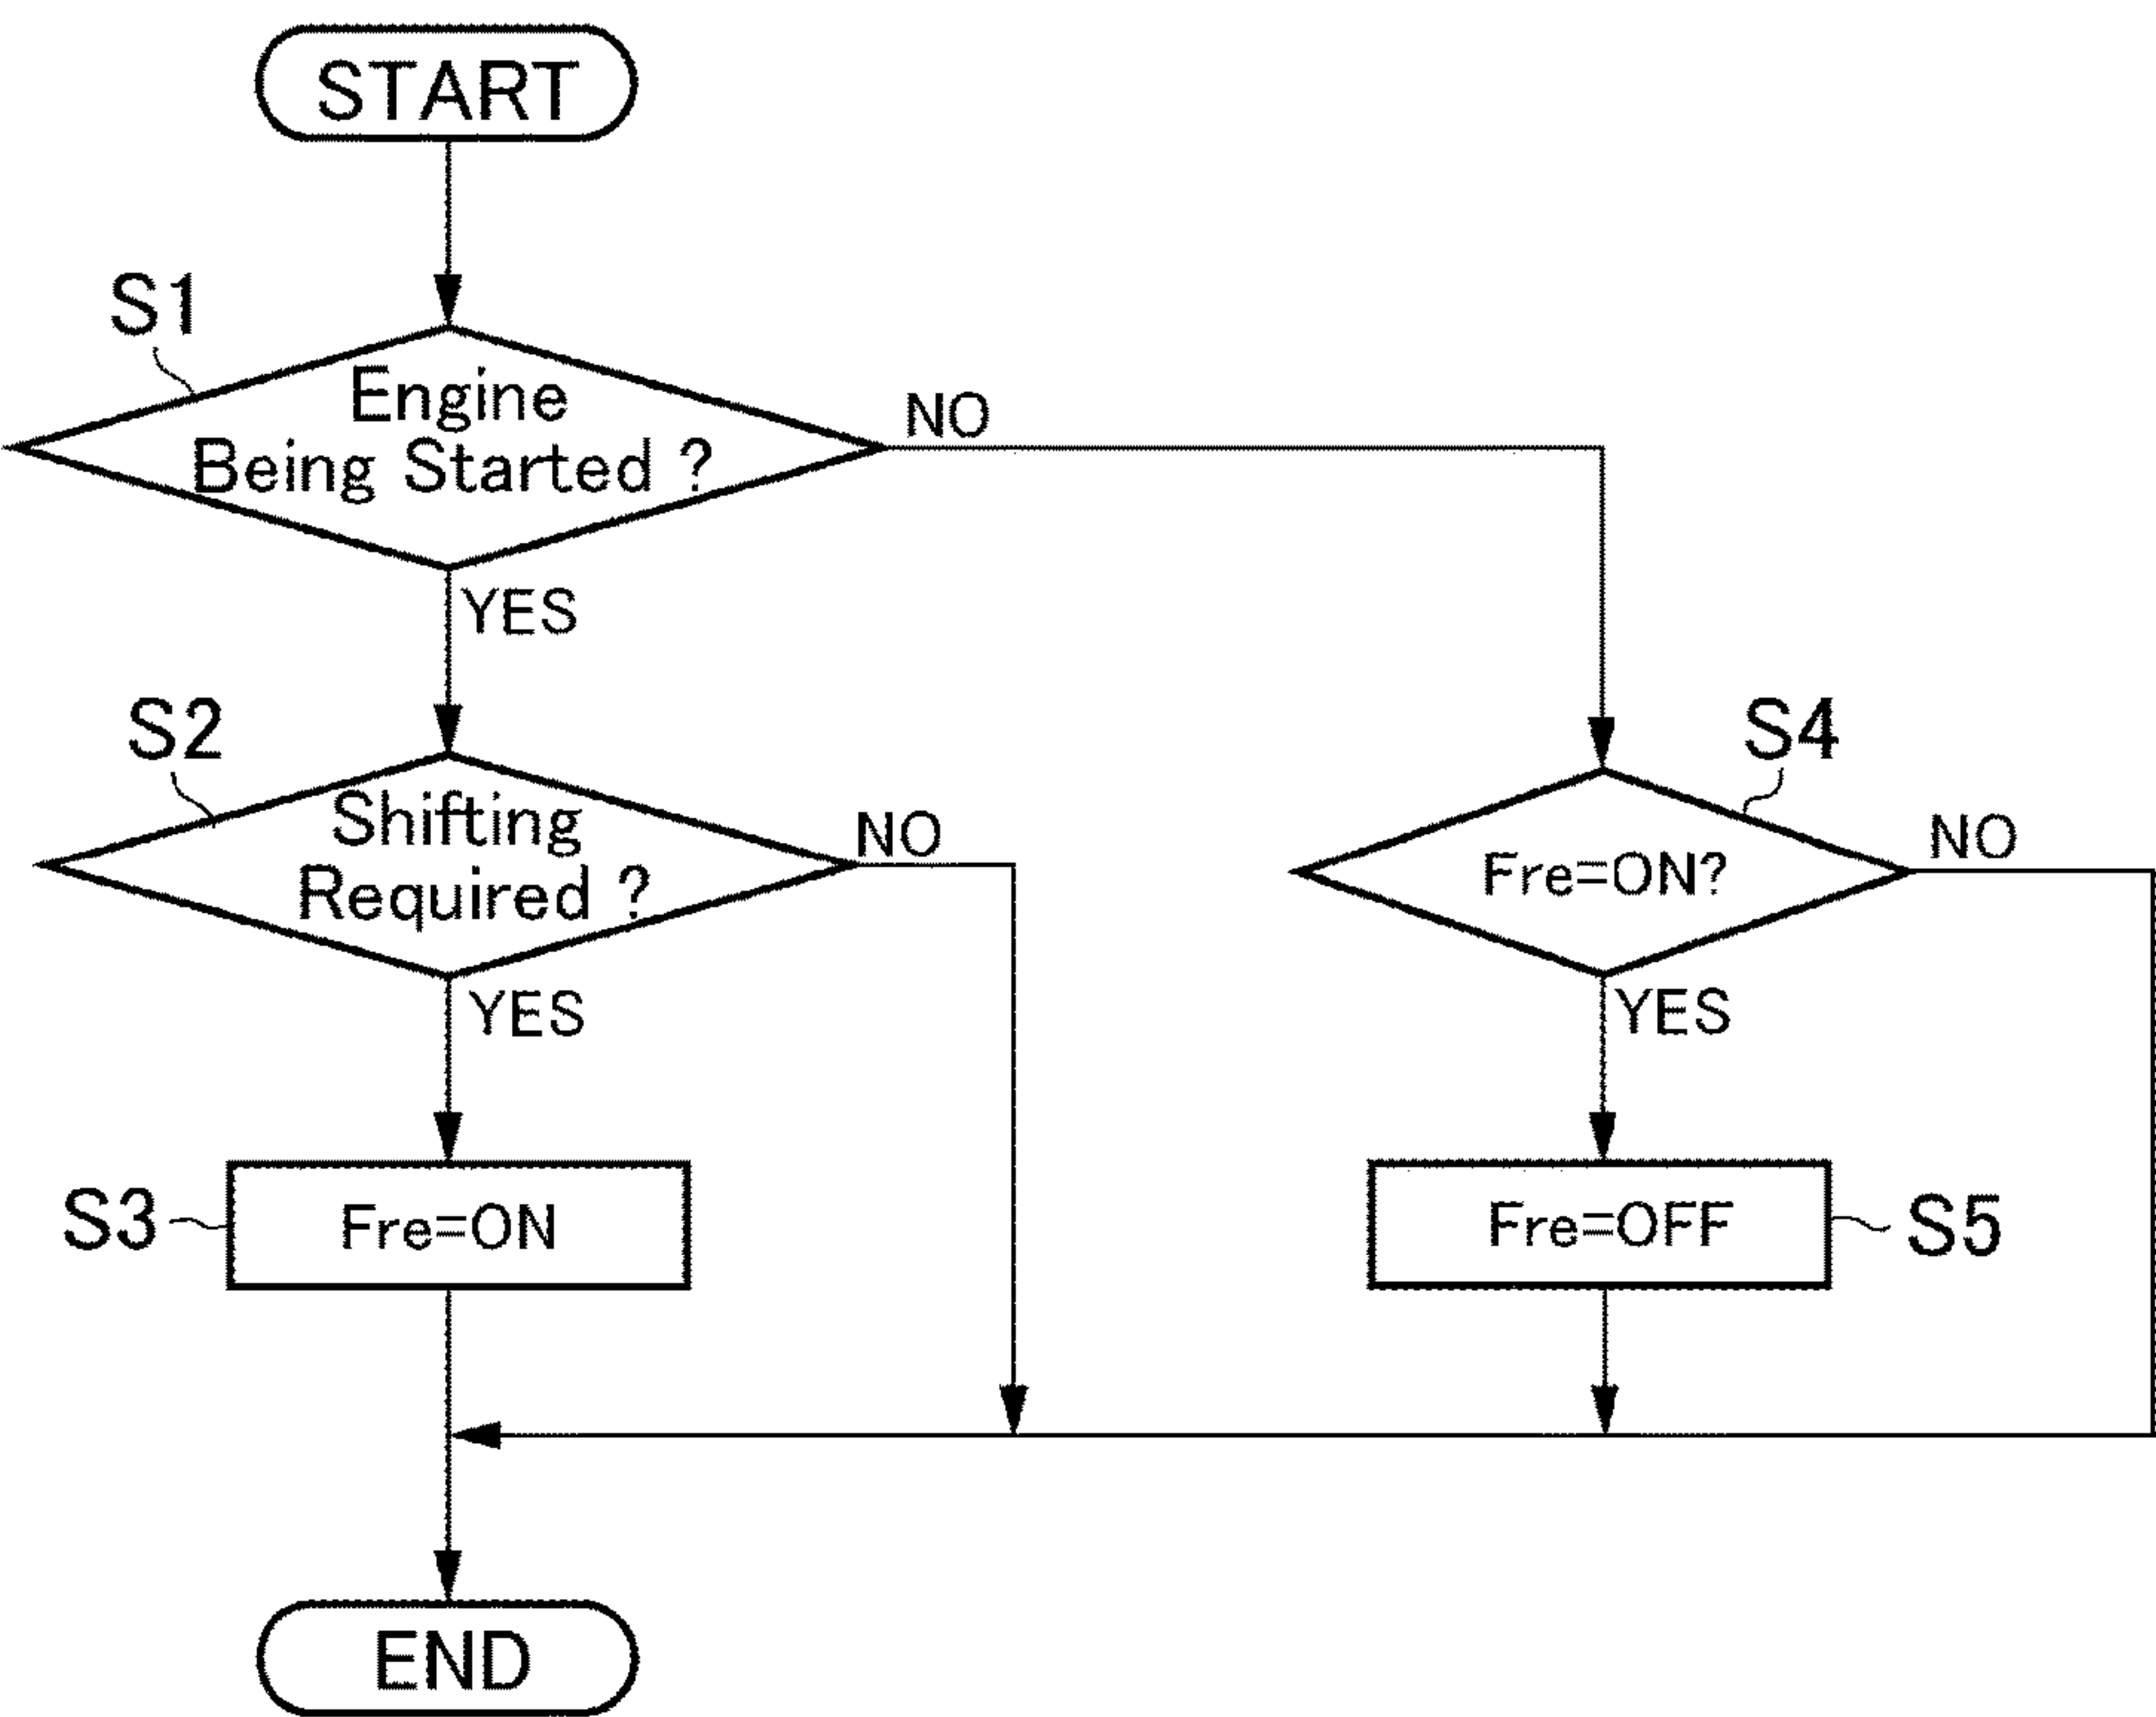 START
S1
Engine
Being Started ?
NO
YES
S2
Shifting
Required ?
NO
YES
S4
Fre=ON?
NO
YES
S3
Fre=ON
Fre=OFF
S5
END